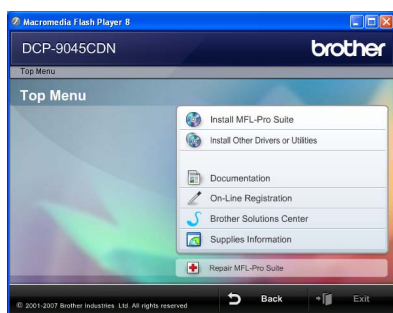 Macromedia Flash Player 8
DCP-9045CDN
brother
Top Menu
Top Menu
Install MFL-Pro Suite
Install Other Drivers or Utilities
Documentation
On-Line Registration
Brother Solutions Center
Supplies Information
Repair MFL-Pro Suite
© 2001-2007 Brother Industries Ltd. All rights reserved
Back
Exit